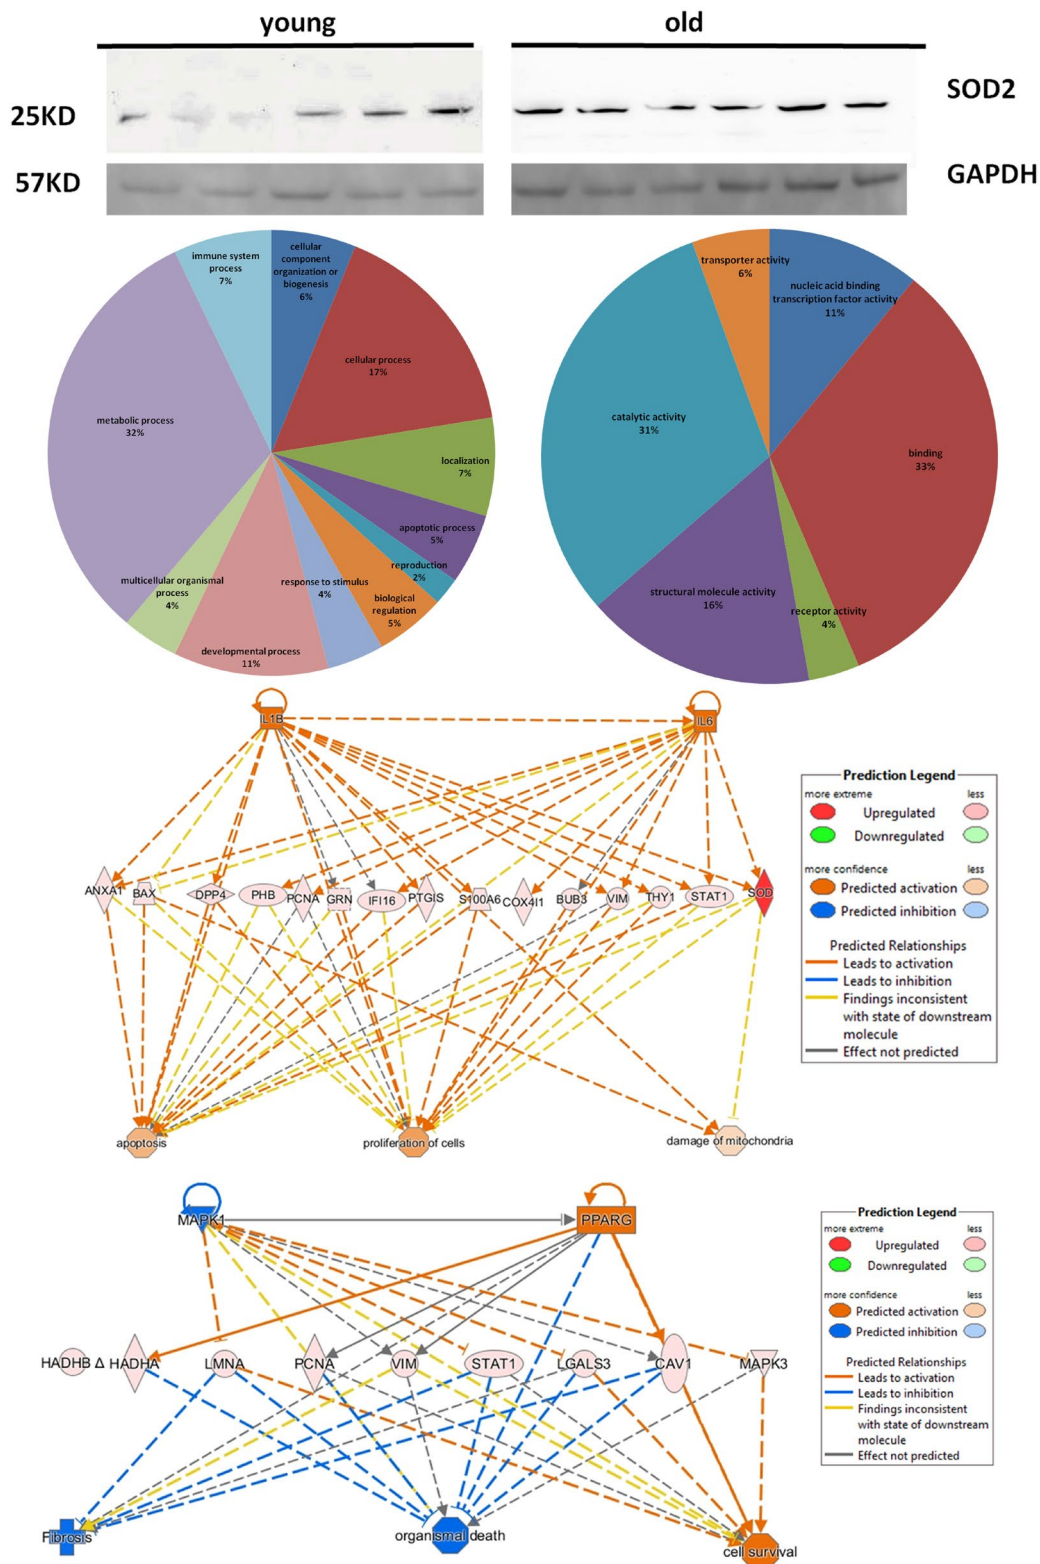 young
old
25KD
SOD2
57KD
GAPDH
immune system
process
7%
cellular
component
organization or
biogenesis
6%
cellular process
17%
localization
7%
apoptotic process
5%
reproduction
2%
biological
regulation
5%
response to stimulus
4%
developmental process
11%
multicellular organismal
process
4%
metabolic process
32%
transporter activity
6%
nucleic acid binding
transcription factor activity
11%
binding
33%
receptor activity
4%
structural molecule activity
16%
catalytic activity
31%
IL1B
IL6
ANXA1
BAX
DPP4
PHB
PCNA
GRN
IFI16
PTGIS
S100A6
COX4I1
BUB3
VIM
THY1
STAT1
SOD
apoptosis
proliferation of cells
damage of mitochondria
Prediction Legend
more extreme
less
Upregulated
Downregulated
more confidence
less
Predicted activation
Predicted inhibition
Predicted Relationships
Leads to activation
Leads to inhibition
Findings inconsistent
with state of downstream
molecule
Effect not predicted
MAPK1
PPARG
HADHB Δ HADHA
LMNA
PCNA
VIM
STAT1
LGALS3
CAV1
MAPK3
Fibrosis
organismal death
cell survival
Prediction Legend
more extreme
less
Upregulated
Downregulated
more confidence
less
Predicted activation
Predicted inhibition
Predicted Relationships
Leads to activation
Leads to inhibition
Findings inconsistent
with state of downstream
molecule
Effect not predicted